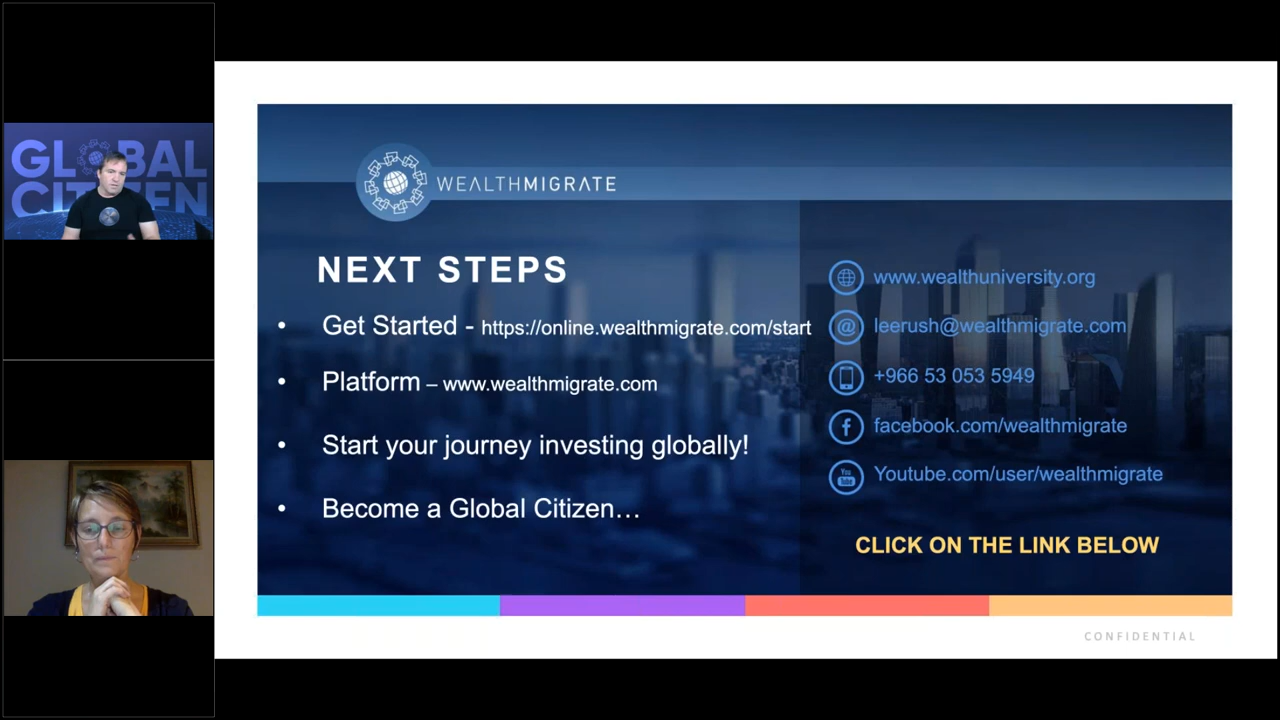 GLOBAL
CITIZEN
WEALTHMIGRATE
NEXT STEPS
• Get Started - https://online.wealthmigrate.com/start
• Platform – www.wealthmigrate.com
• Start your journey investing globally!
• Become a Global Citizen…
www.wealthuniversity.org
@ leerush@wealthmigrate.com
+966 53 053 5949
f facebook.com/wealthmigrate
You Tube Youtube.com/user/wealthmigrate
CLICK ON THE LINK BELOW
CONFIDENTIAL